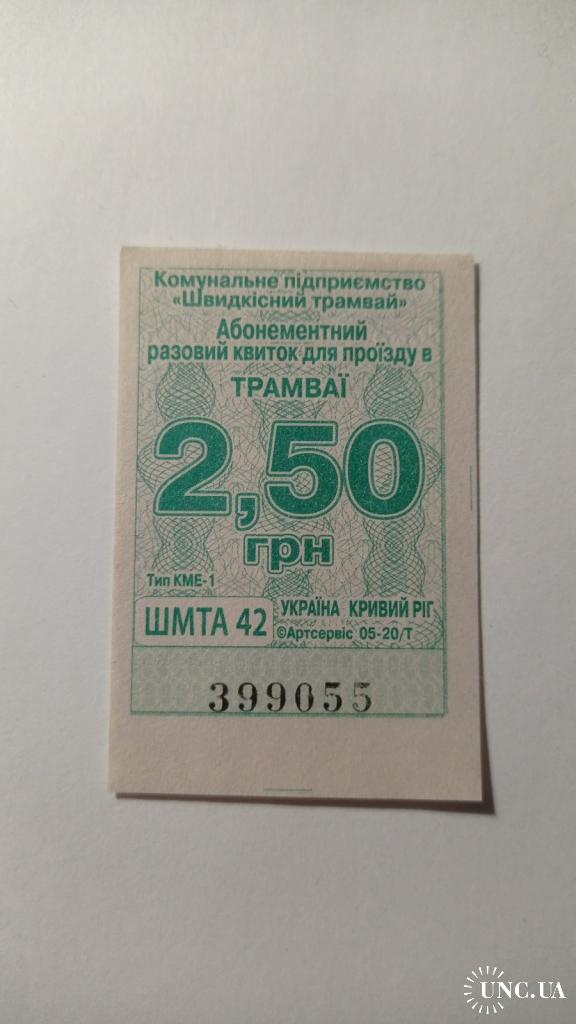 Комунальне підприємство
«Швидкісний трамвай»
Абонементний
разовий квиток для проїзду в
ТРАМВАЇ
2,50
грн
Тип КМЕ-1
ШМТА 42
УКРАЇНА КРИВИЙ РІГ
©Артсервіс 05-20/Т
399055
UNC.UA